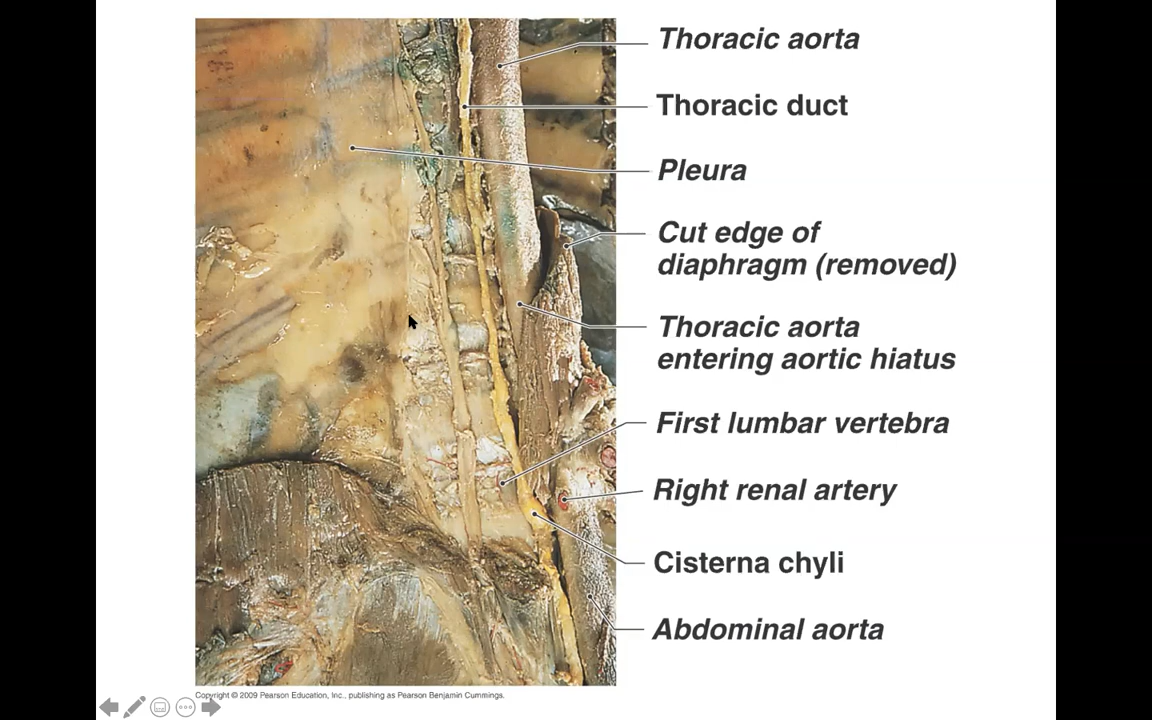 Thoracic aorta
Thoracic duct
Pleura
Cut edge of
diaphragm (removed)
Thoracic aorta
entering aortic hiatus
First lumbar vertebra
Right renal artery
Cisterna chyli
Abdominal aorta
Copyright © 2009 Pearson Education, Inc., publishing as Pearson Benjamin Cummings.